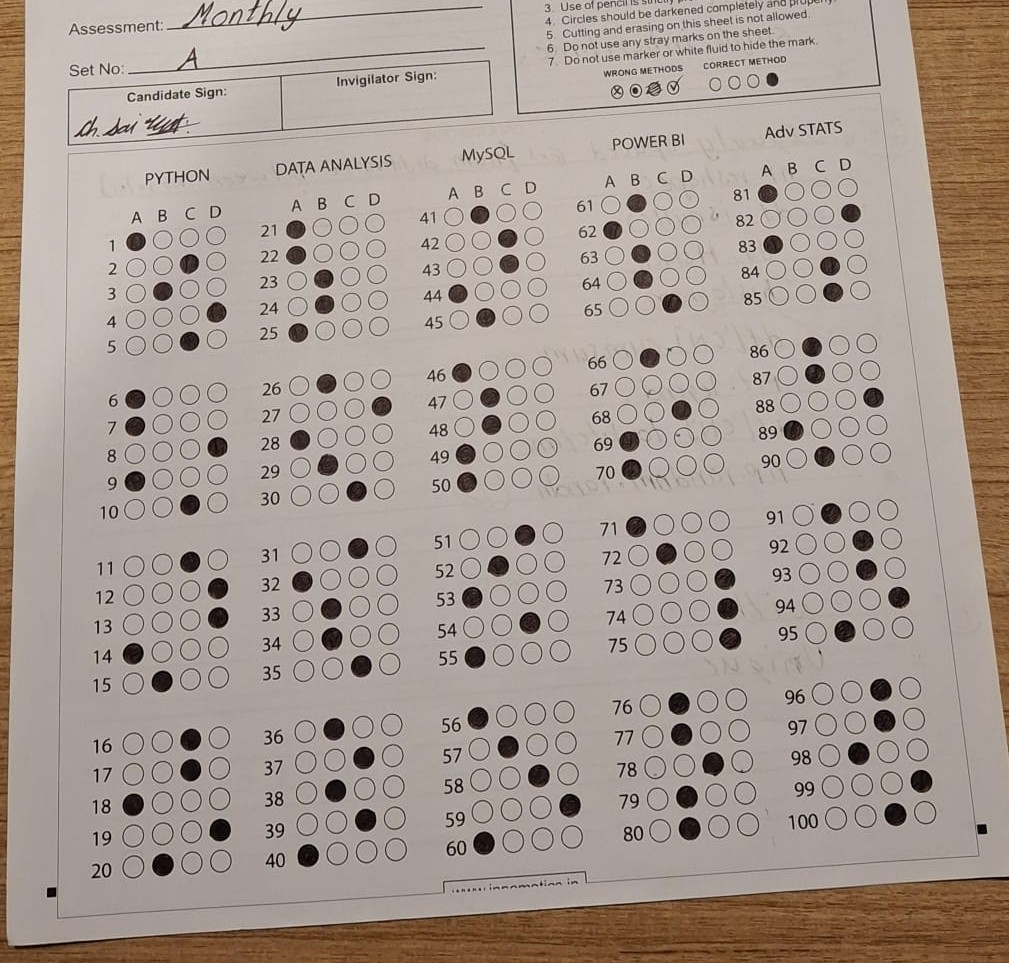 3. Use of pencil is strictly
Assessment: Monthly
4. Circles should be darkened completely and
5. Cutting and erasing on this sheet is not allowed.
6. Do not use any stray marks on the sheet.
7. Do not use marker or white fluid to hide the mark.
Set No: A
WRONG METHODS CORRECT METHOD
Candidate Sign: Invigilator Sign:
Ch. Sai
PYTHON DATA ANALYSIS MySQL POWER BI Adv STATS
A B C D A B C D A B C D A B C D A B C D
1 21 41 61 81
2 22 42 62 82
3 23 43 63 83
4 24 44 64 84
5 25 45 65 85
6 26 46 66 86
7 27 47 67 87
8 28 48 68 88
9 29 49 69 89
10 30 50 70 90
11 31 51 71 91
12 32 52 72 92
13 33 53 73 93
14 34 54 74 94
15 35 55 75 95
16 36 56 76 96
17 37 57 77 97
18 38 58 78 98
19 39 59 79 99
20 40 60 80 100